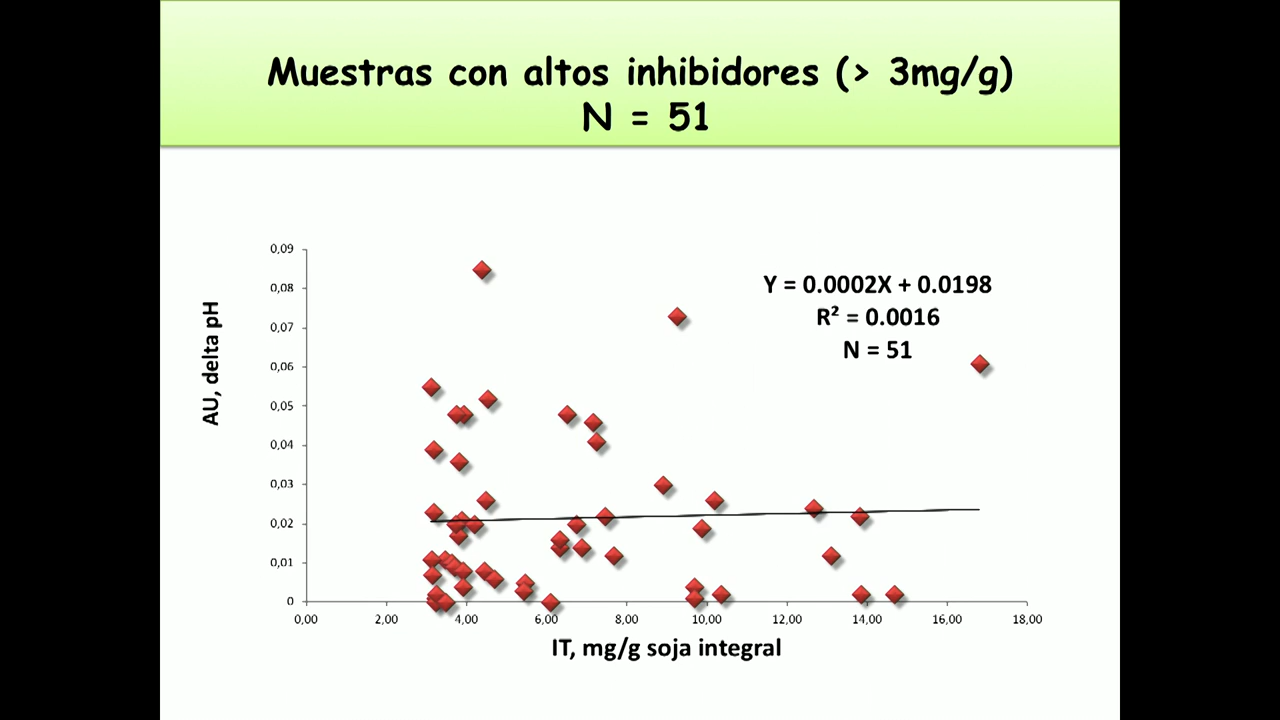 Muestras con altos inhibidores (> 3mg/g)
N = 51
0,09
0,08
0,07
0,06
0,05
0,04
0,03
0,02
0,01
0
AU, delta pH
Y = 0.0002X + 0.0198
R² = 0.0016
N = 51
0,00 2,00 4,00 6,00 8,00 10,00 12,00 14,00 16,00 18,00
IT, mg/g soja integral